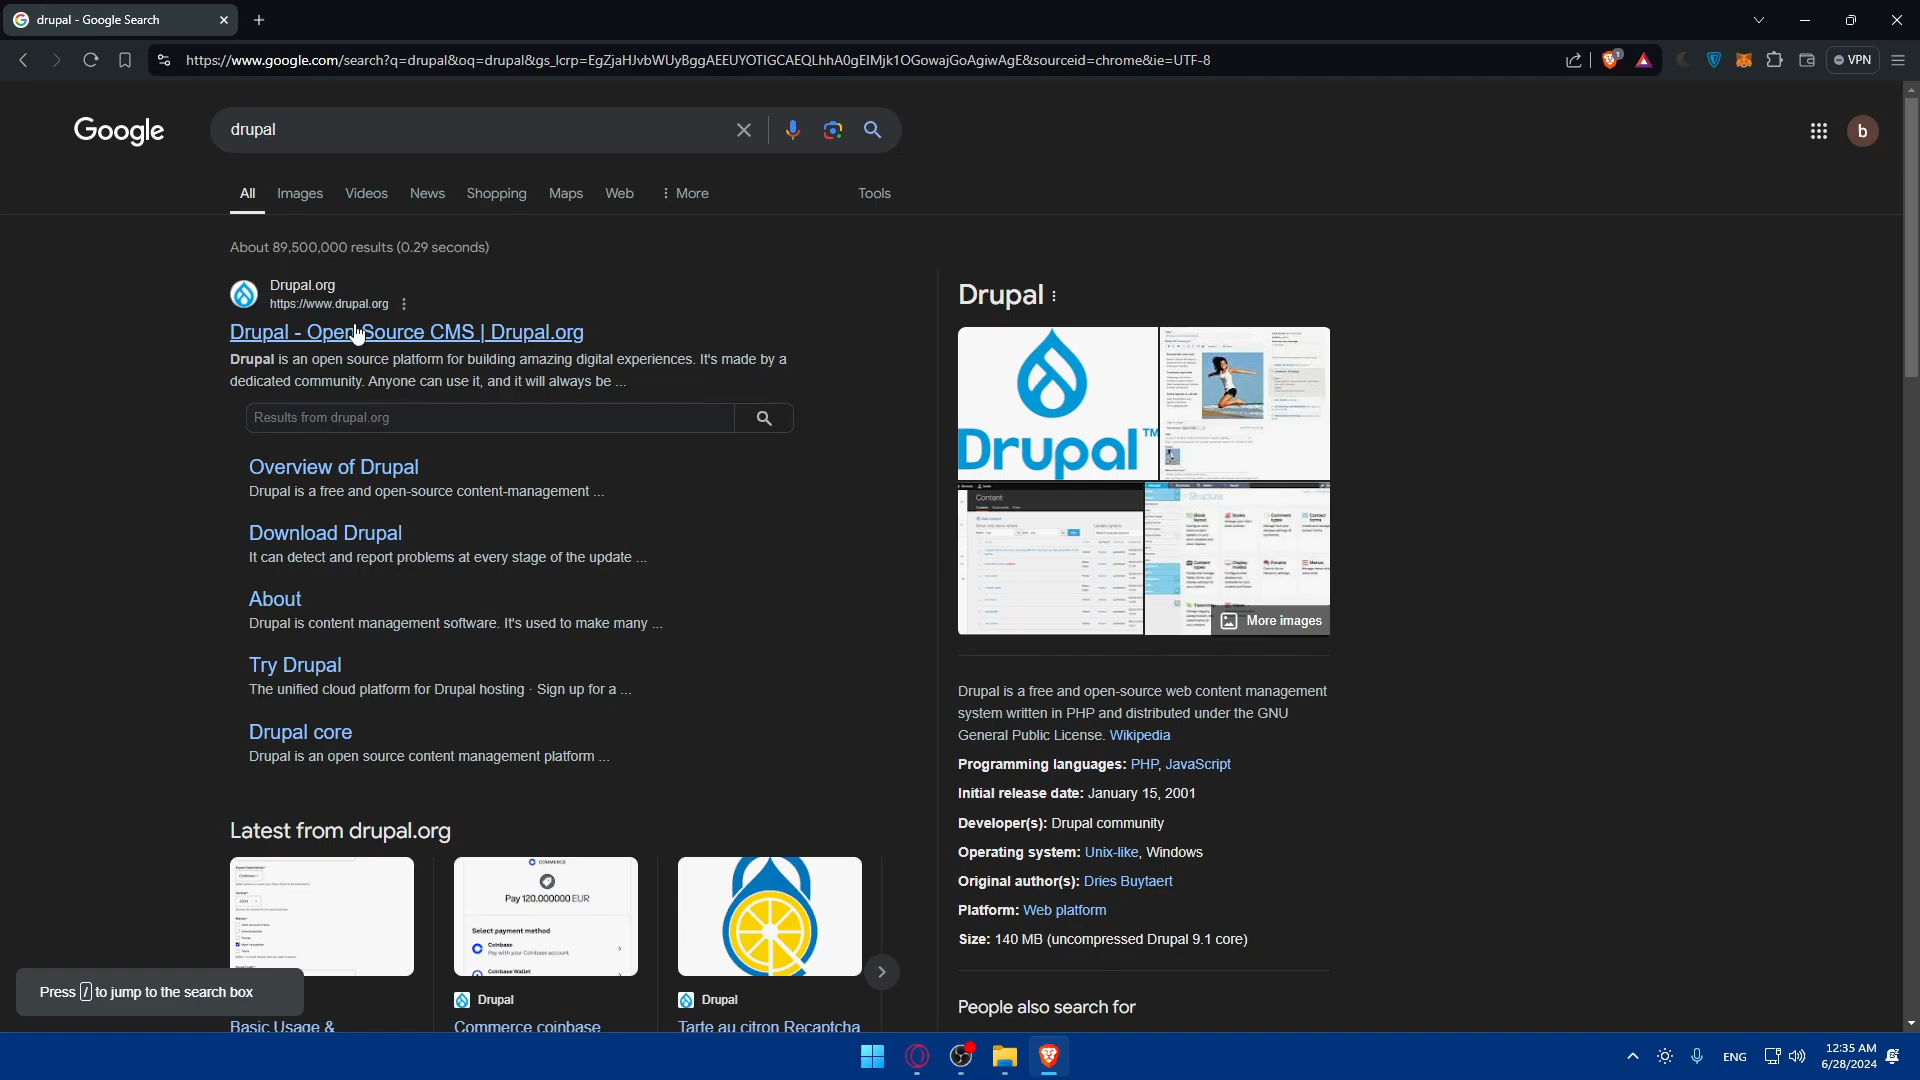 drupal - Google Search
https://www.google.com/search?q=drupal&oq=drupal&gs_lcrp=EgZjaHJvbWUyBggAEEUYOTIGCAEQLhhA0gEIMjk1OGowajGoAgiwAgE&sourceid=chrome&ie=UTF-8
VPN
Google
drupal
b
All Images Videos News Shopping Maps Web More Tools
About 89,500,000 results (0.29 seconds)
Drupal.org
https://www.drupal.org
Drupal - Open Source CMS | Drupal.org
Drupal is an open source platform for building amazing digital experiences. It's made by a
dedicated community. Anyone can use it, and it will always be ...
Results from drupal.org
Overview of Drupal
Drupal is a free and open-source content-management ...
Download Drupal
It can detect and report problems at every stage of the update ...
About
Drupal is content management software. It's used to make many ...
Try Drupal
The unified cloud platform for Drupal hosting · Sign up for a ...
Drupal core
Drupal is an open source content management platform ...
Latest from drupal.org
COMMERCE
Pay 120.000000 EUR
Select payment method
Coinbase
Pay with your Coinbase account
Coinbase Wallet
Drupal
Drupal
Basic Usage &
Commerce coinbase
Tarte au citron Recaptcha
Press / to jump to the search box
Drupal
Drupal™
Content
Structure
More images
Drupal is a free and open-source web content management
system written in PHP and distributed under the GNU
General Public License. Wikipedia
Programming languages: PHP, JavaScript
Initial release date: January 15, 2001
Developer(s): Drupal community
Operating system: Unix-like, Windows
Original author(s): Dries Buytaert
Platform: Web platform
Size: 140 MB (uncompressed Drupal 9.1 core)
People also search for
ENG
12:35 AM
6/28/2024